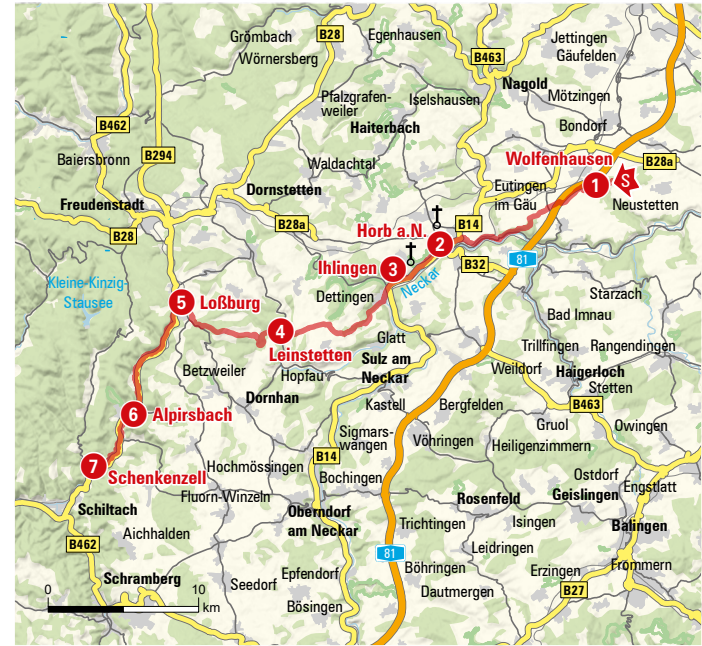 Grömbach
Wörnersberg
B28
Egenhausen
B463
Jettingen
Gäufelden
Nagold
Mötzingen
Pfalzgrafen-
weiler
Iselshausen
Haiterbach
Bondorf
B462
B294
Baiersbronn
Waldachtal
Wolfenhausen
B28a
1
S
Dornstetten
Eutingen
im Gäu
Neustetten
Freudenstadt
B28
B28a
Horb a.N.
2
B14
B32
81
Ihlingen
3
Neckar
Kleine-Kinzig-
Stausee
Dettingen
Starzach
Bad Imnau
5
Loßburg
4
Leinstetten
Glatt
Trillfingen
Rangendingen
Sulz am
Neckar
Weildorf
Haigerloch
Stetten
Betzweiler
Hopfau
Dornhan
Kastell
Bergfelden
B463
Owingen
6
Alpirsbach
Sigmars-
wangen
Vöhringen
Gruol
Heiligenzimmern
B14
7
Schenkenzell
Hochmössingen
Bochingen
Ostdorf
Engstlatt
Fluorn-Winzeln
Rosenfeld
Geislingen
Schiltach
Oberndorf
am Neckar
Trichtingen
Isingen
Balingen
Aichhalden
B462
81
Leidringen
Schramberg
Seedorf
Epfendorf
Böhringen
Erzingen
Frommern
Dautmergen
B27
Bösingen
0
10
km